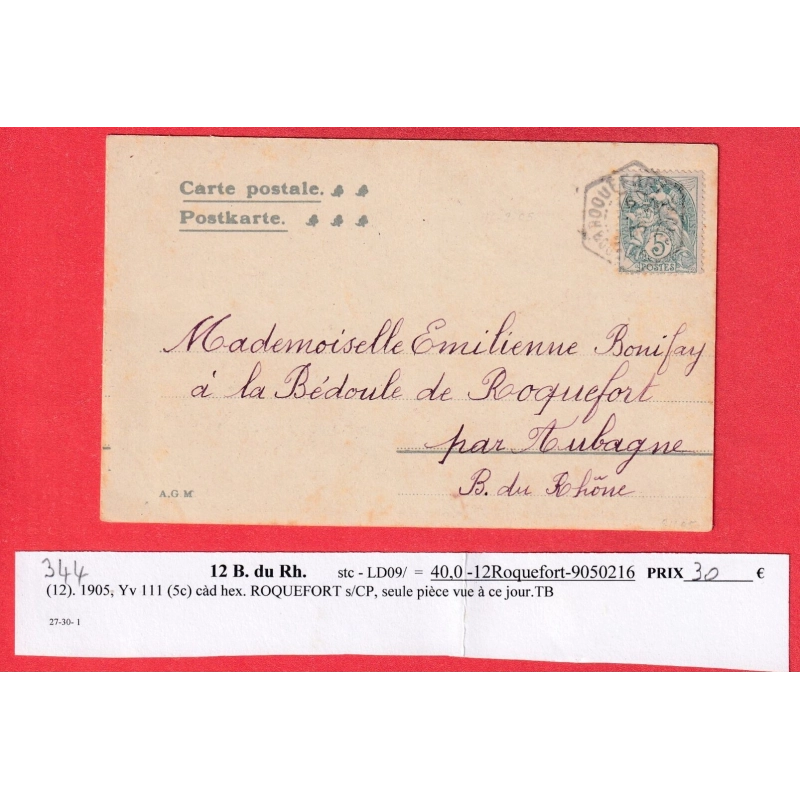 Carte postale.
Postkarte.
ROQUEFORT
5c
POSTES
Mademoiselle Emilienne Bonifay
à la Bédoule de Roquefort
par Aubagne
B. du Rhône
A.G M
344 12 B. du Rh. stc - LD09/ = 40,0 -12Roquefort-9050216 PRIX 30 €
(12). 1905, Yv 111 (5c) càd hex. ROQUEFORT s/CP, seule pièce vue à ce jour.TB
27-30- 1